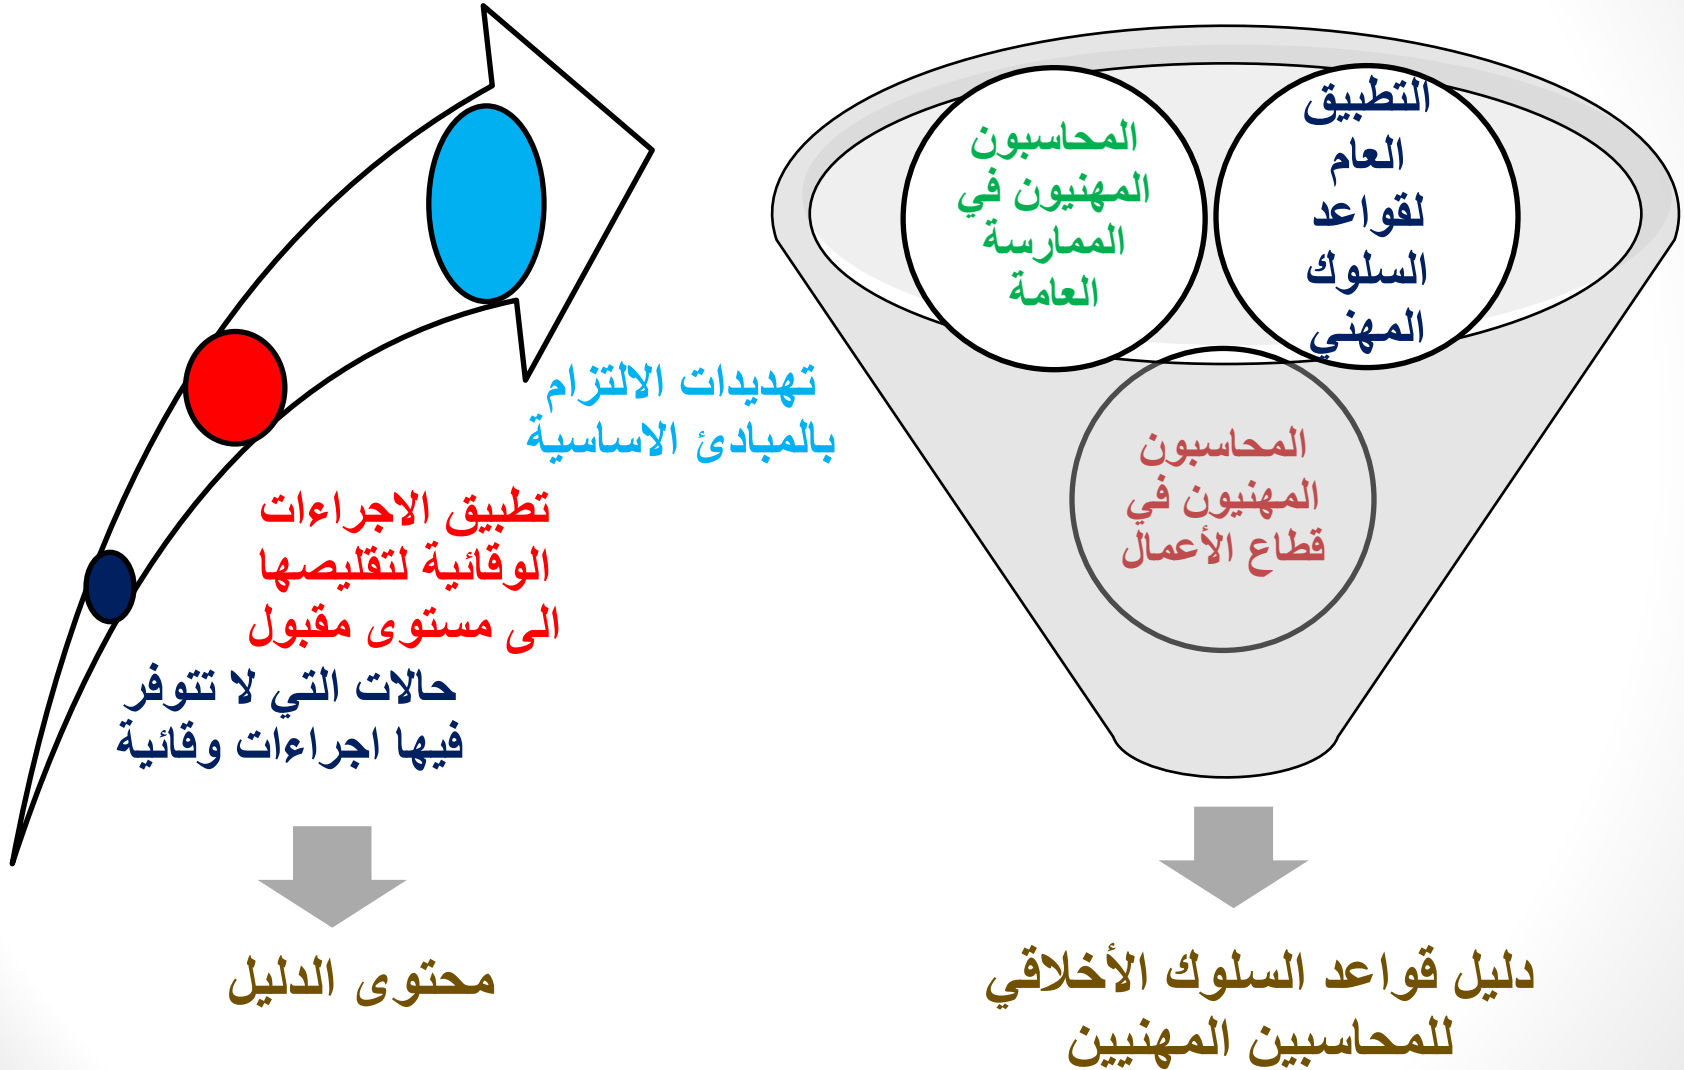 التطبيق
العام
لقواعد
السلوك
المهني
المحاسبون
المهنيون في
الممارسة
العامة
المحاسبون
المهنيون في
قطاع الأعمال
دليل قواعد السلوك الأخلاقي
للمحاسبين المهنيين
تهديدات الالتزام
بالمبادئ الاساسية
تطبيق الاجراءات
الوقائية لتقليصها
الى مستوى مقبول
حالات التي لا تتوفر
فيها اجراءات وقائية
محتوى الدليل